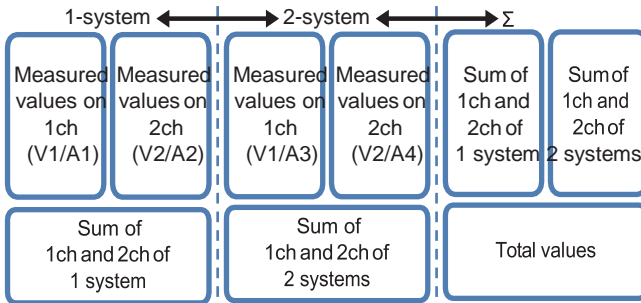 1-system
2-system
Σ
Measured
values on
1ch
(V1/A1)
Measured
values on
2ch
(V2/A2)
Measured
values on
1ch
(V1/A3)
Measured
values on
2ch
(V2/A4)
Sum of
1ch and
2ch of
1 system
Sum of
1ch and
2ch of
2 systems
Sum of
1ch and 2ch of
1 system
Sum of
1ch and 2ch of
2 systems
Total values